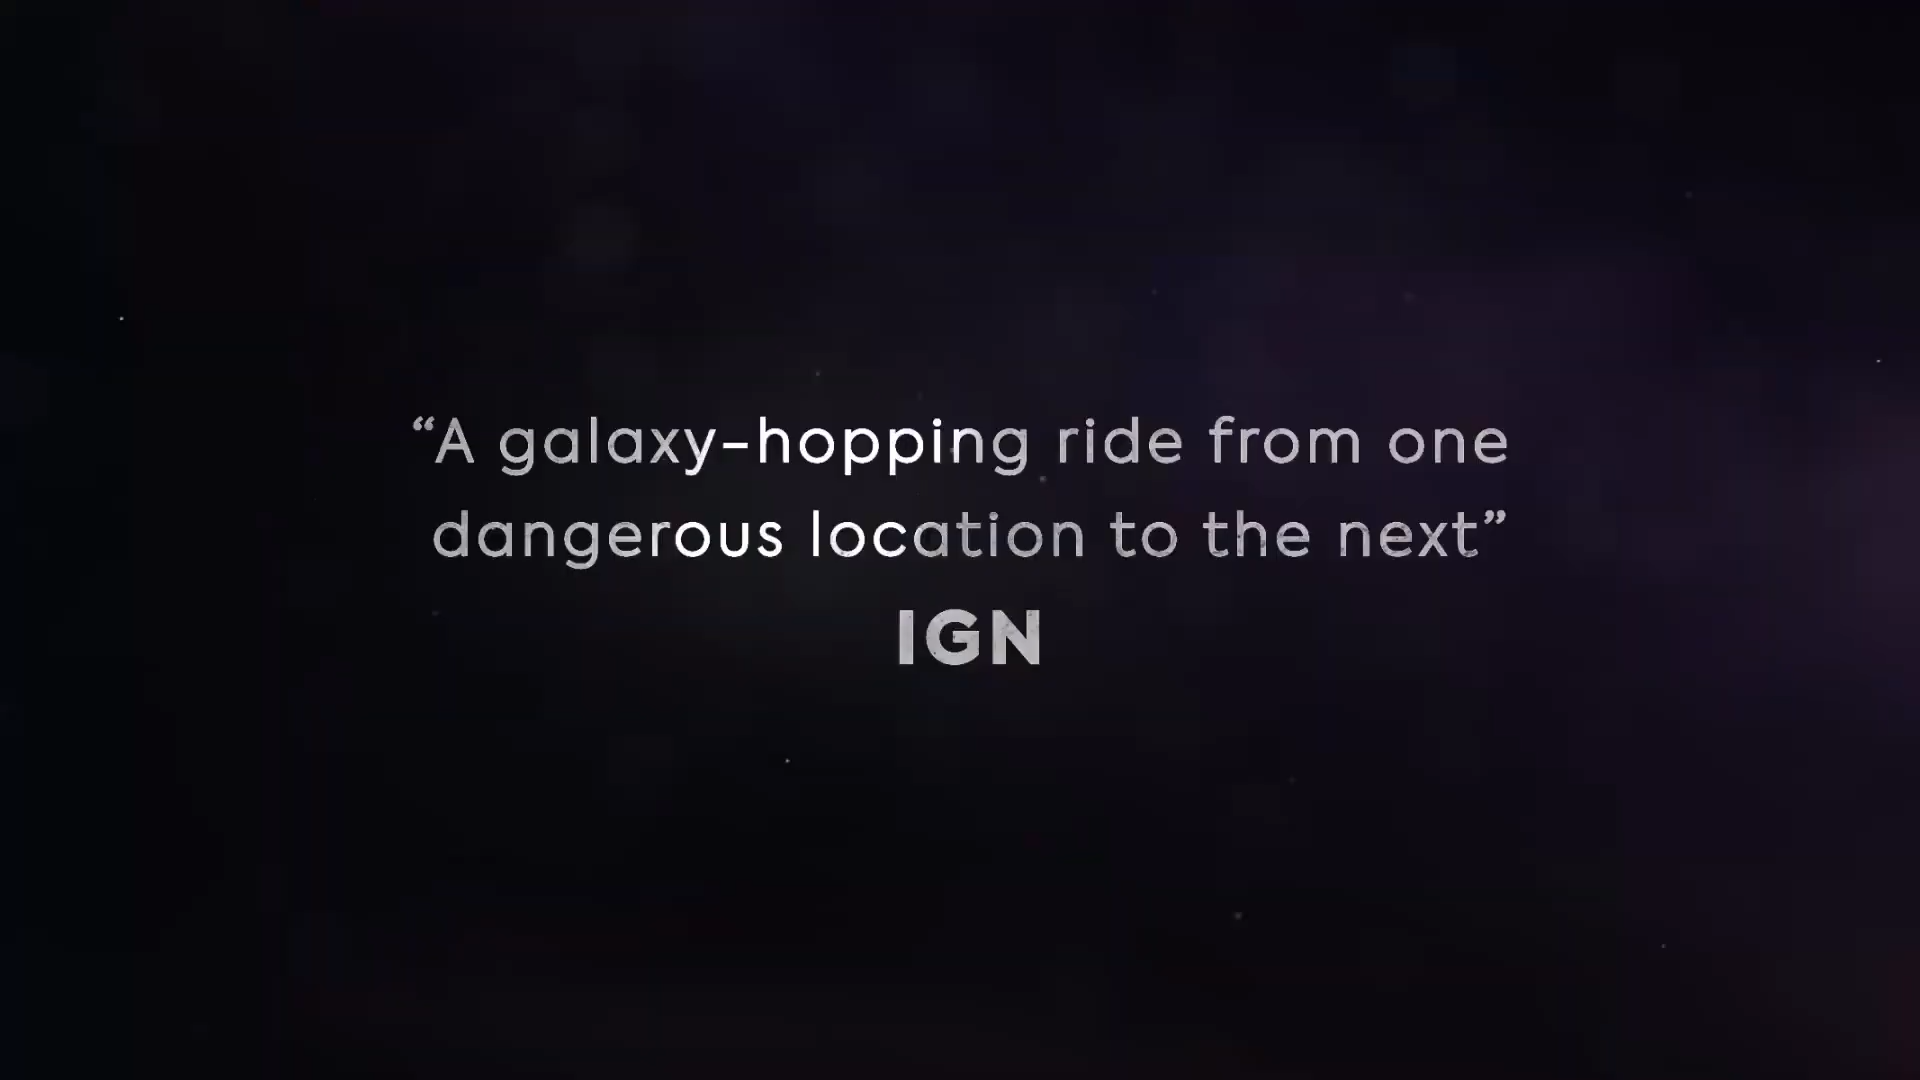 “A galaxy-hopping ride from one
dangerous location to the next”
IGN